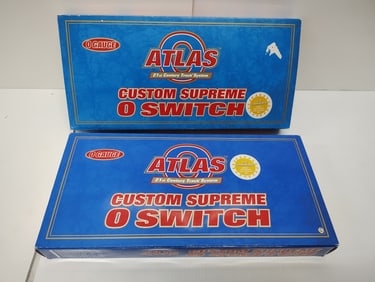 O GAUGE
ATLAS
O
21st Century Track System
CUSTOM SUPREME
O SWITCH
O GAUGE
ATLAS
O
21st Century Track System
CUSTOM SUPREME
O SWITCH